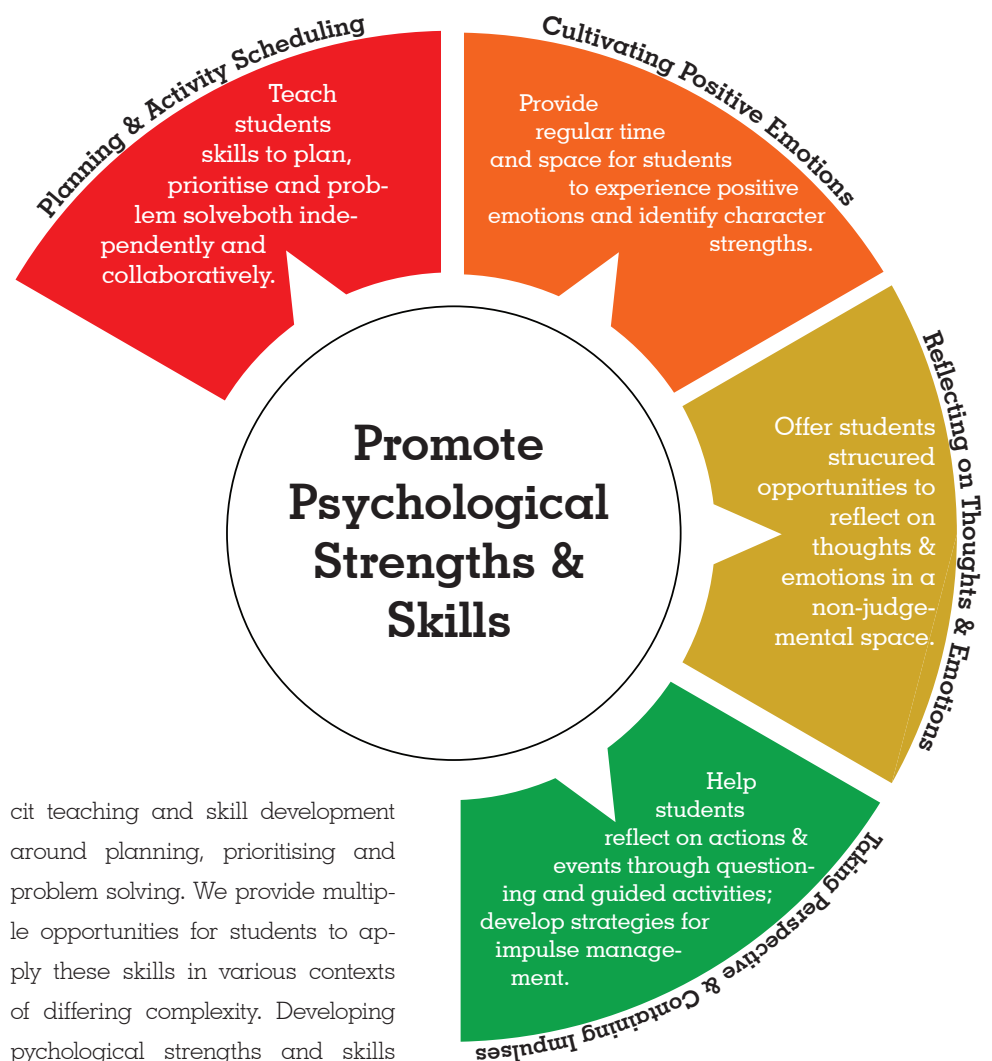 Planning & Activity Scheduling
Teach
students
skills to plan,
prioritise and prob-
lem solveboth inde-
pendently and
collaboratively.
Cultivating Positive Emotions
Provide
regular time
and space for students
to experience positive
emotions and identify character
strengths.
Reflecting on Thoughts & Emotions
Offer students
strucured
opportunities to
reflect on
thoughts &
emotions in a
non-judge-
mental space.
Taking Perspective & Containing Impulses
Help
students
reflect on actions &
events through question-
ing and guided activities;
develop strategies for
impulse manage-
ment.
Promote
Psychological
Strengths &
Skills
cit teaching and skill development
around planning, prioritising and
problem solving. We provide multip-
le opportunities for students to ap-
ply these skills in various contexts
of differing complexity. Developing
pychological strengths and skills